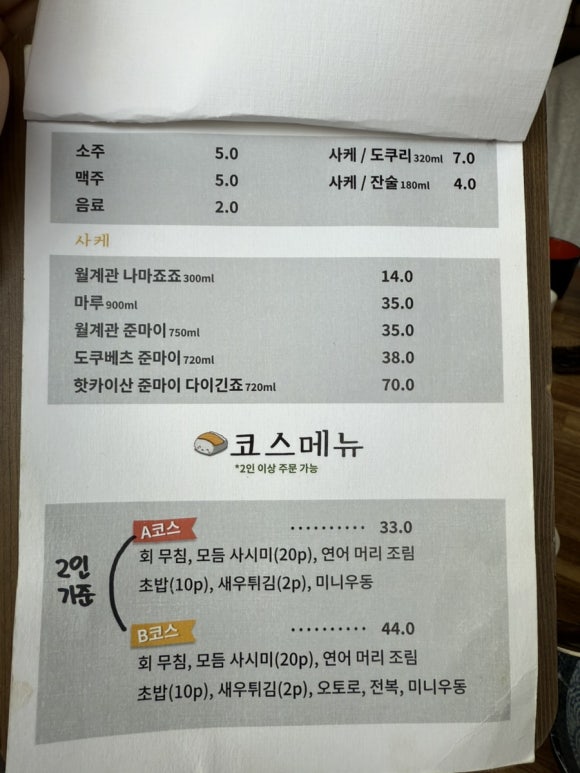 소주 5.0 사케 / 도쿠리 320ml 7.0
맥주 5.0 사케 / 잔술 180ml 4.0
음료 2.0
사케
월계관 나마죠죠 300ml 14.0
마루 900ml 35.0
월계관 준마이 750ml 35.0
도쿠베츠 준마이 720ml 38.0
핫카이산 준마이 다이긴죠 720ml 70.0
코스메뉴
*2인 이상 주문 가능
A코스 ·········· 33.0
회 무침, 모듬 사시미(20p), 연어 머리 조림
초밥(10p), 새우튀김(2p), 미니우동
2인
기준
B코스 ·········· 44.0
회 무침, 모듬 사시미(20p), 연어 머리 조림
초밥(10p), 새우튀김(2p), 오토로, 전복, 미니우동